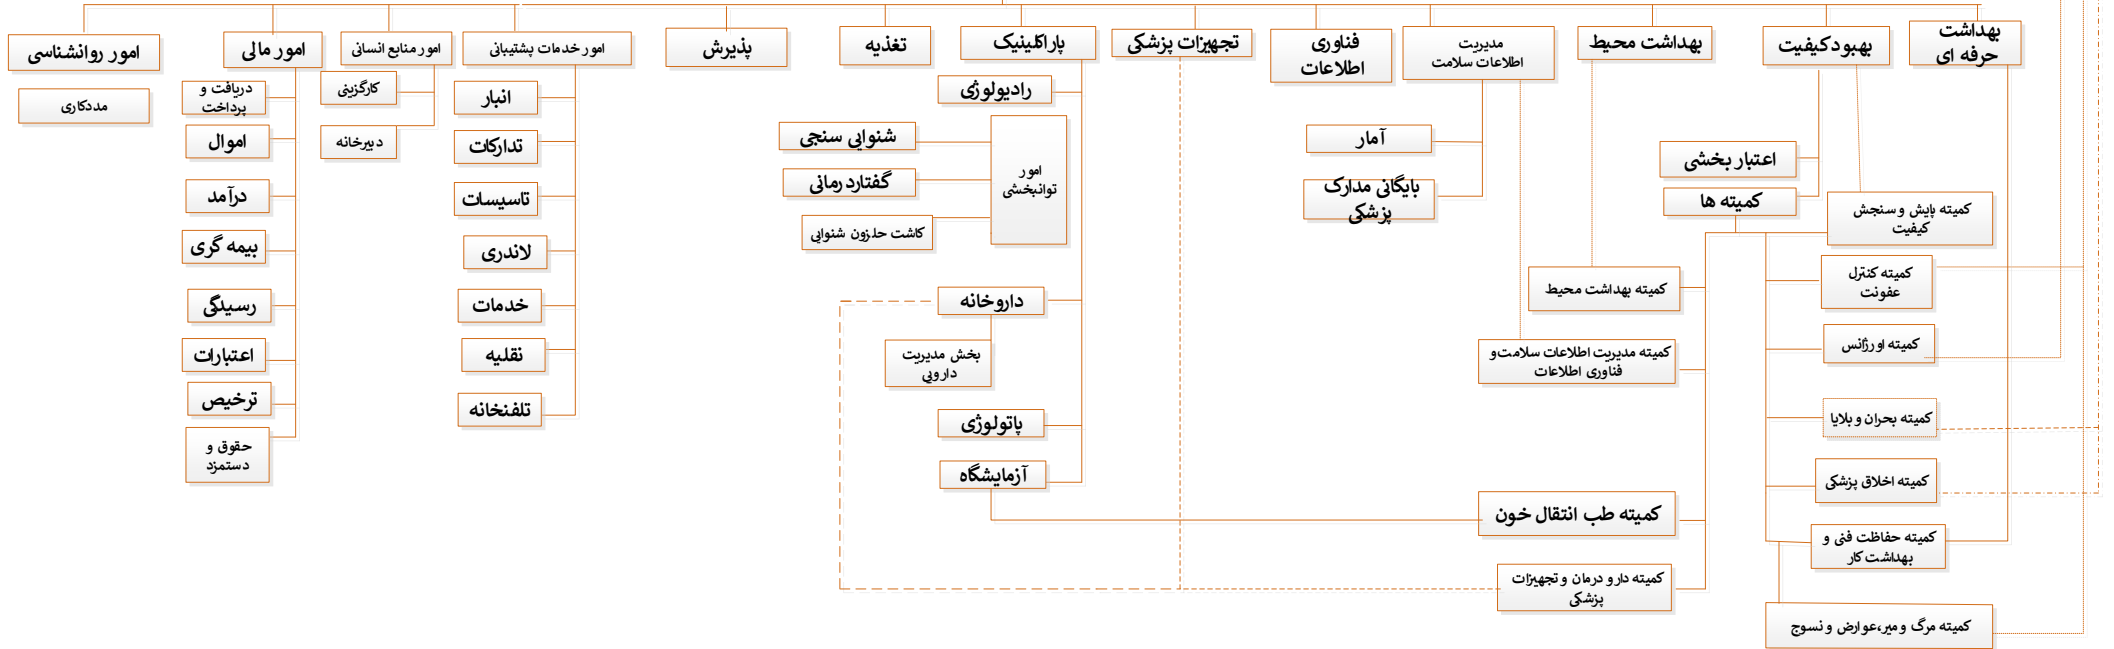 بهداشت
حرفه ای
بهبودکیفیت
بهداشت محیط
مدیریت
اطلاعات سلامت
فناوری
اطلاعات
تجهیزات پزشکی
پاراکلینیک
تغذیه
پذیرش
امور خدمات پشتیبانی
امور منابع انسانی
امور مالی
امور روانشناسی
اعتبار بخشی
کمیته ها
کمیته پایش و سنجش
کیفیت
کمیته کنترل
عفونت
کمیته اورژانس
کمیته بحران و بلایا
کمیته اخلاق پزشکی
کمیته حفاظت فنی و
بهداشت کار
کمیته مرگ و میر،عوارض و نسوج
کمیته بهداشت محیط
کمیته مدیریت اطلاعات سلامت و
فناوری اطلاعات
کمیته طب انتقال خون
کمیته دارو درمان و تجهیزات
پزشکی
آمار
بایگانی مدارک
پزشکی
رادیولوژی
امور
توانبخشی
شنوایی سنجی
گفتاردرمانی
کاشت حلزون شنوایی
داروخانه
بخش مدیریت
دارویی
پاتولوژی
آزمایشگاه
انبار
تدارکات
تاسیسات
لاندری
خدمات
نقلیه
تلفنخانه
کارگزینی
دبیرخانه
دریافت و
پرداخت
اموال
درآمد
بیمه گری
رسیدگی
اعتبارات
ترخیص
حقوق و
دستمزد
مددکاری